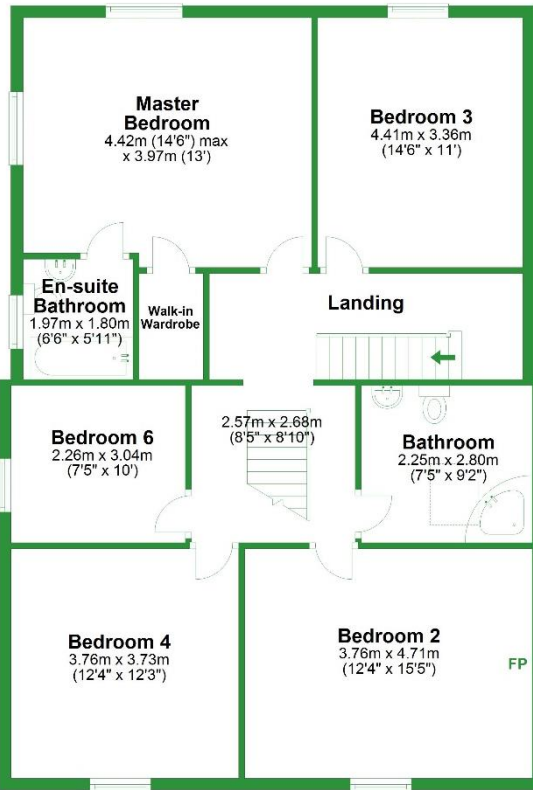 Master
Bedroom
4.42m (14'6") max
x 3.97m (13')
Bedroom 3
4.41m x 3.36m
(14'6" x 11')
En-suite
Bathroom
1.97m x 1.80m
(6'6" x 5'11")
Walk-in
Wardrobe
Landing
Bedroom 6
2.26m x 3.04m
(7'5" x 10')
2.57m x 2.68m
(8'5" x 8'10")
Bathroom
2.25m x 2.80m
(7'5" x 9'2")
Bedroom 4
3.76m x 3.73m
(12'4" x 12'3")
Bedroom 2
3.76m x 4.71m
(12'4" x 15'5")
FP